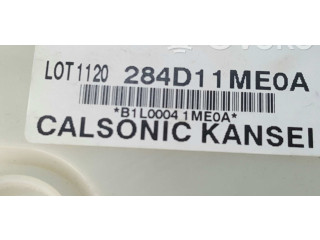 LOT1120 284D11ME0A
*B1L0004 1ME0A*
CALSONIC KANSEI